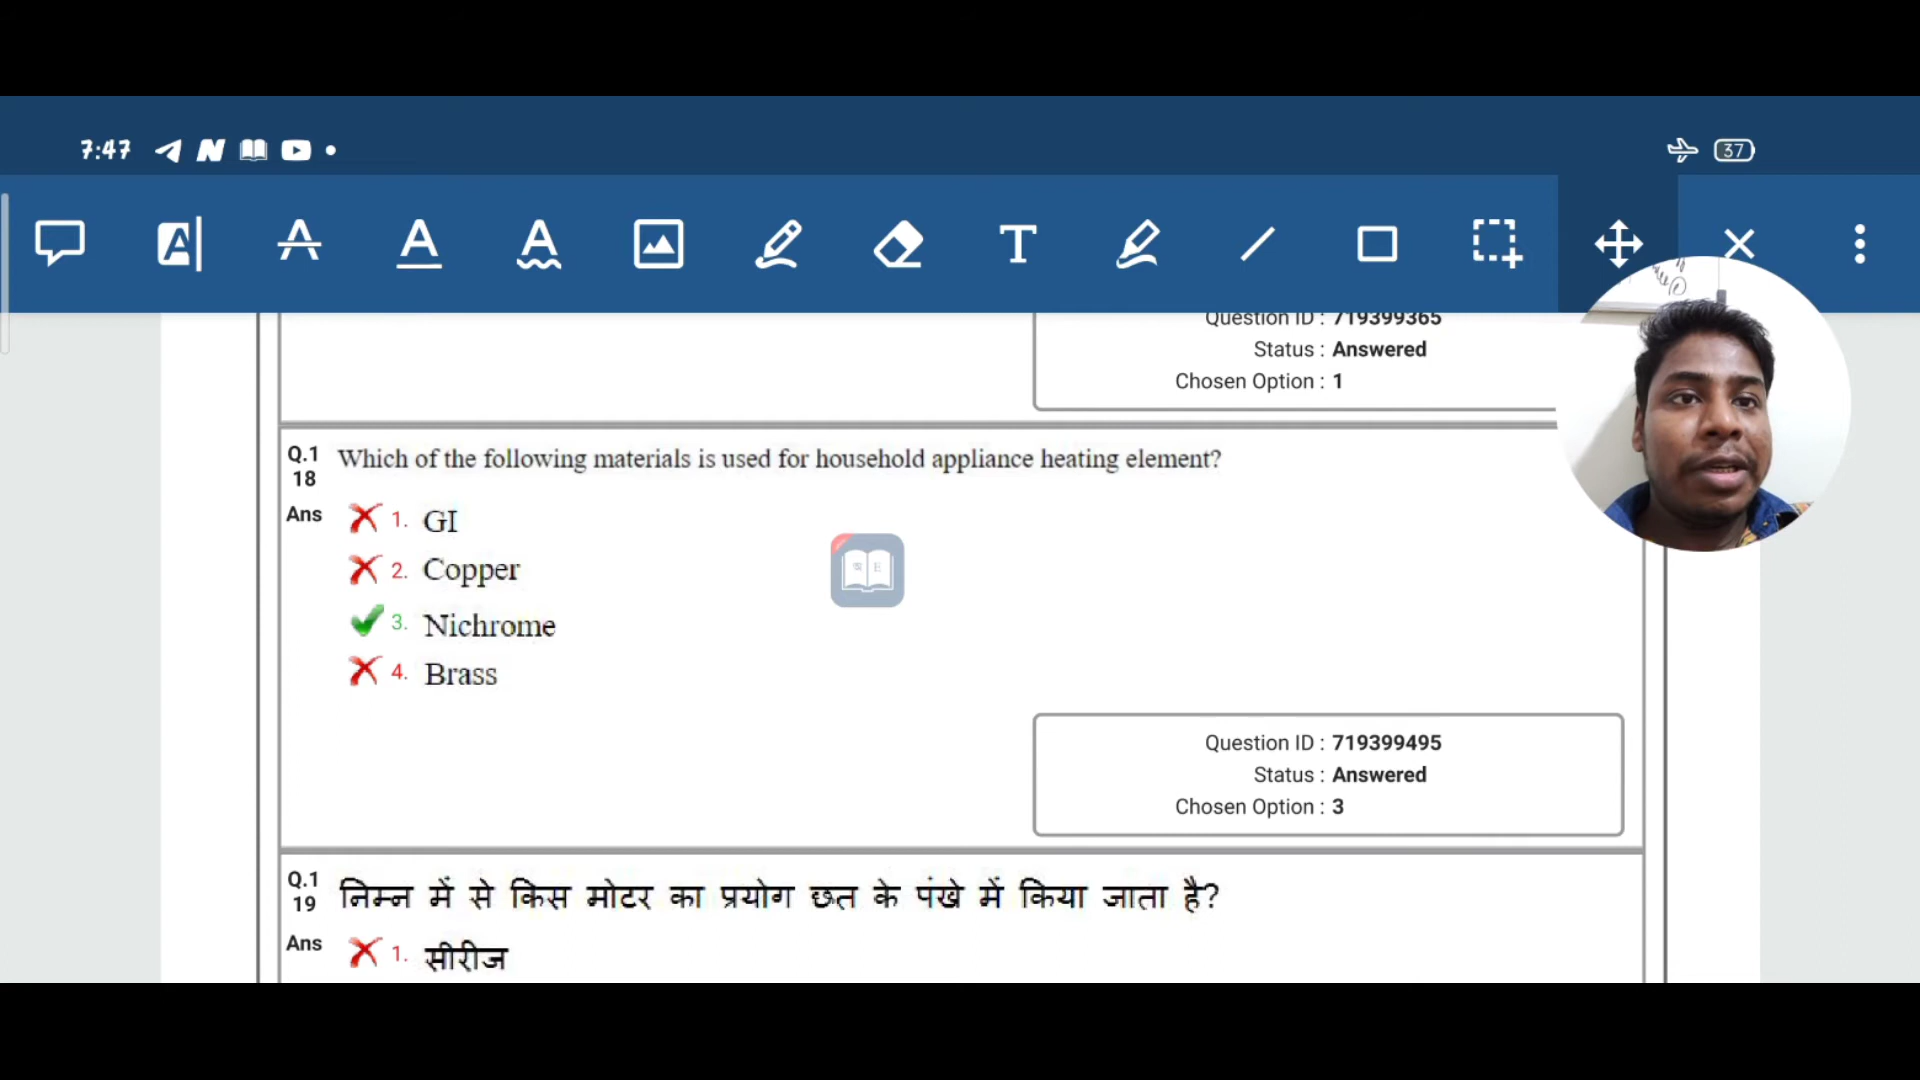 7:47
37
Question ID : 719399365
Status : Answered
Chosen Option : 1
Q.1
18
Which of the following materials is used for household appliance heating element?
Ans
1. GI
2. Copper
3. Nichrome
4. Brass
Question ID : 719399495
Status : Answered
Chosen Option : 3
Q.1
19
निम्न में से किस मोटर का प्रयोग छत के पंखे में किया जाता है?
Ans
1. सीरीज